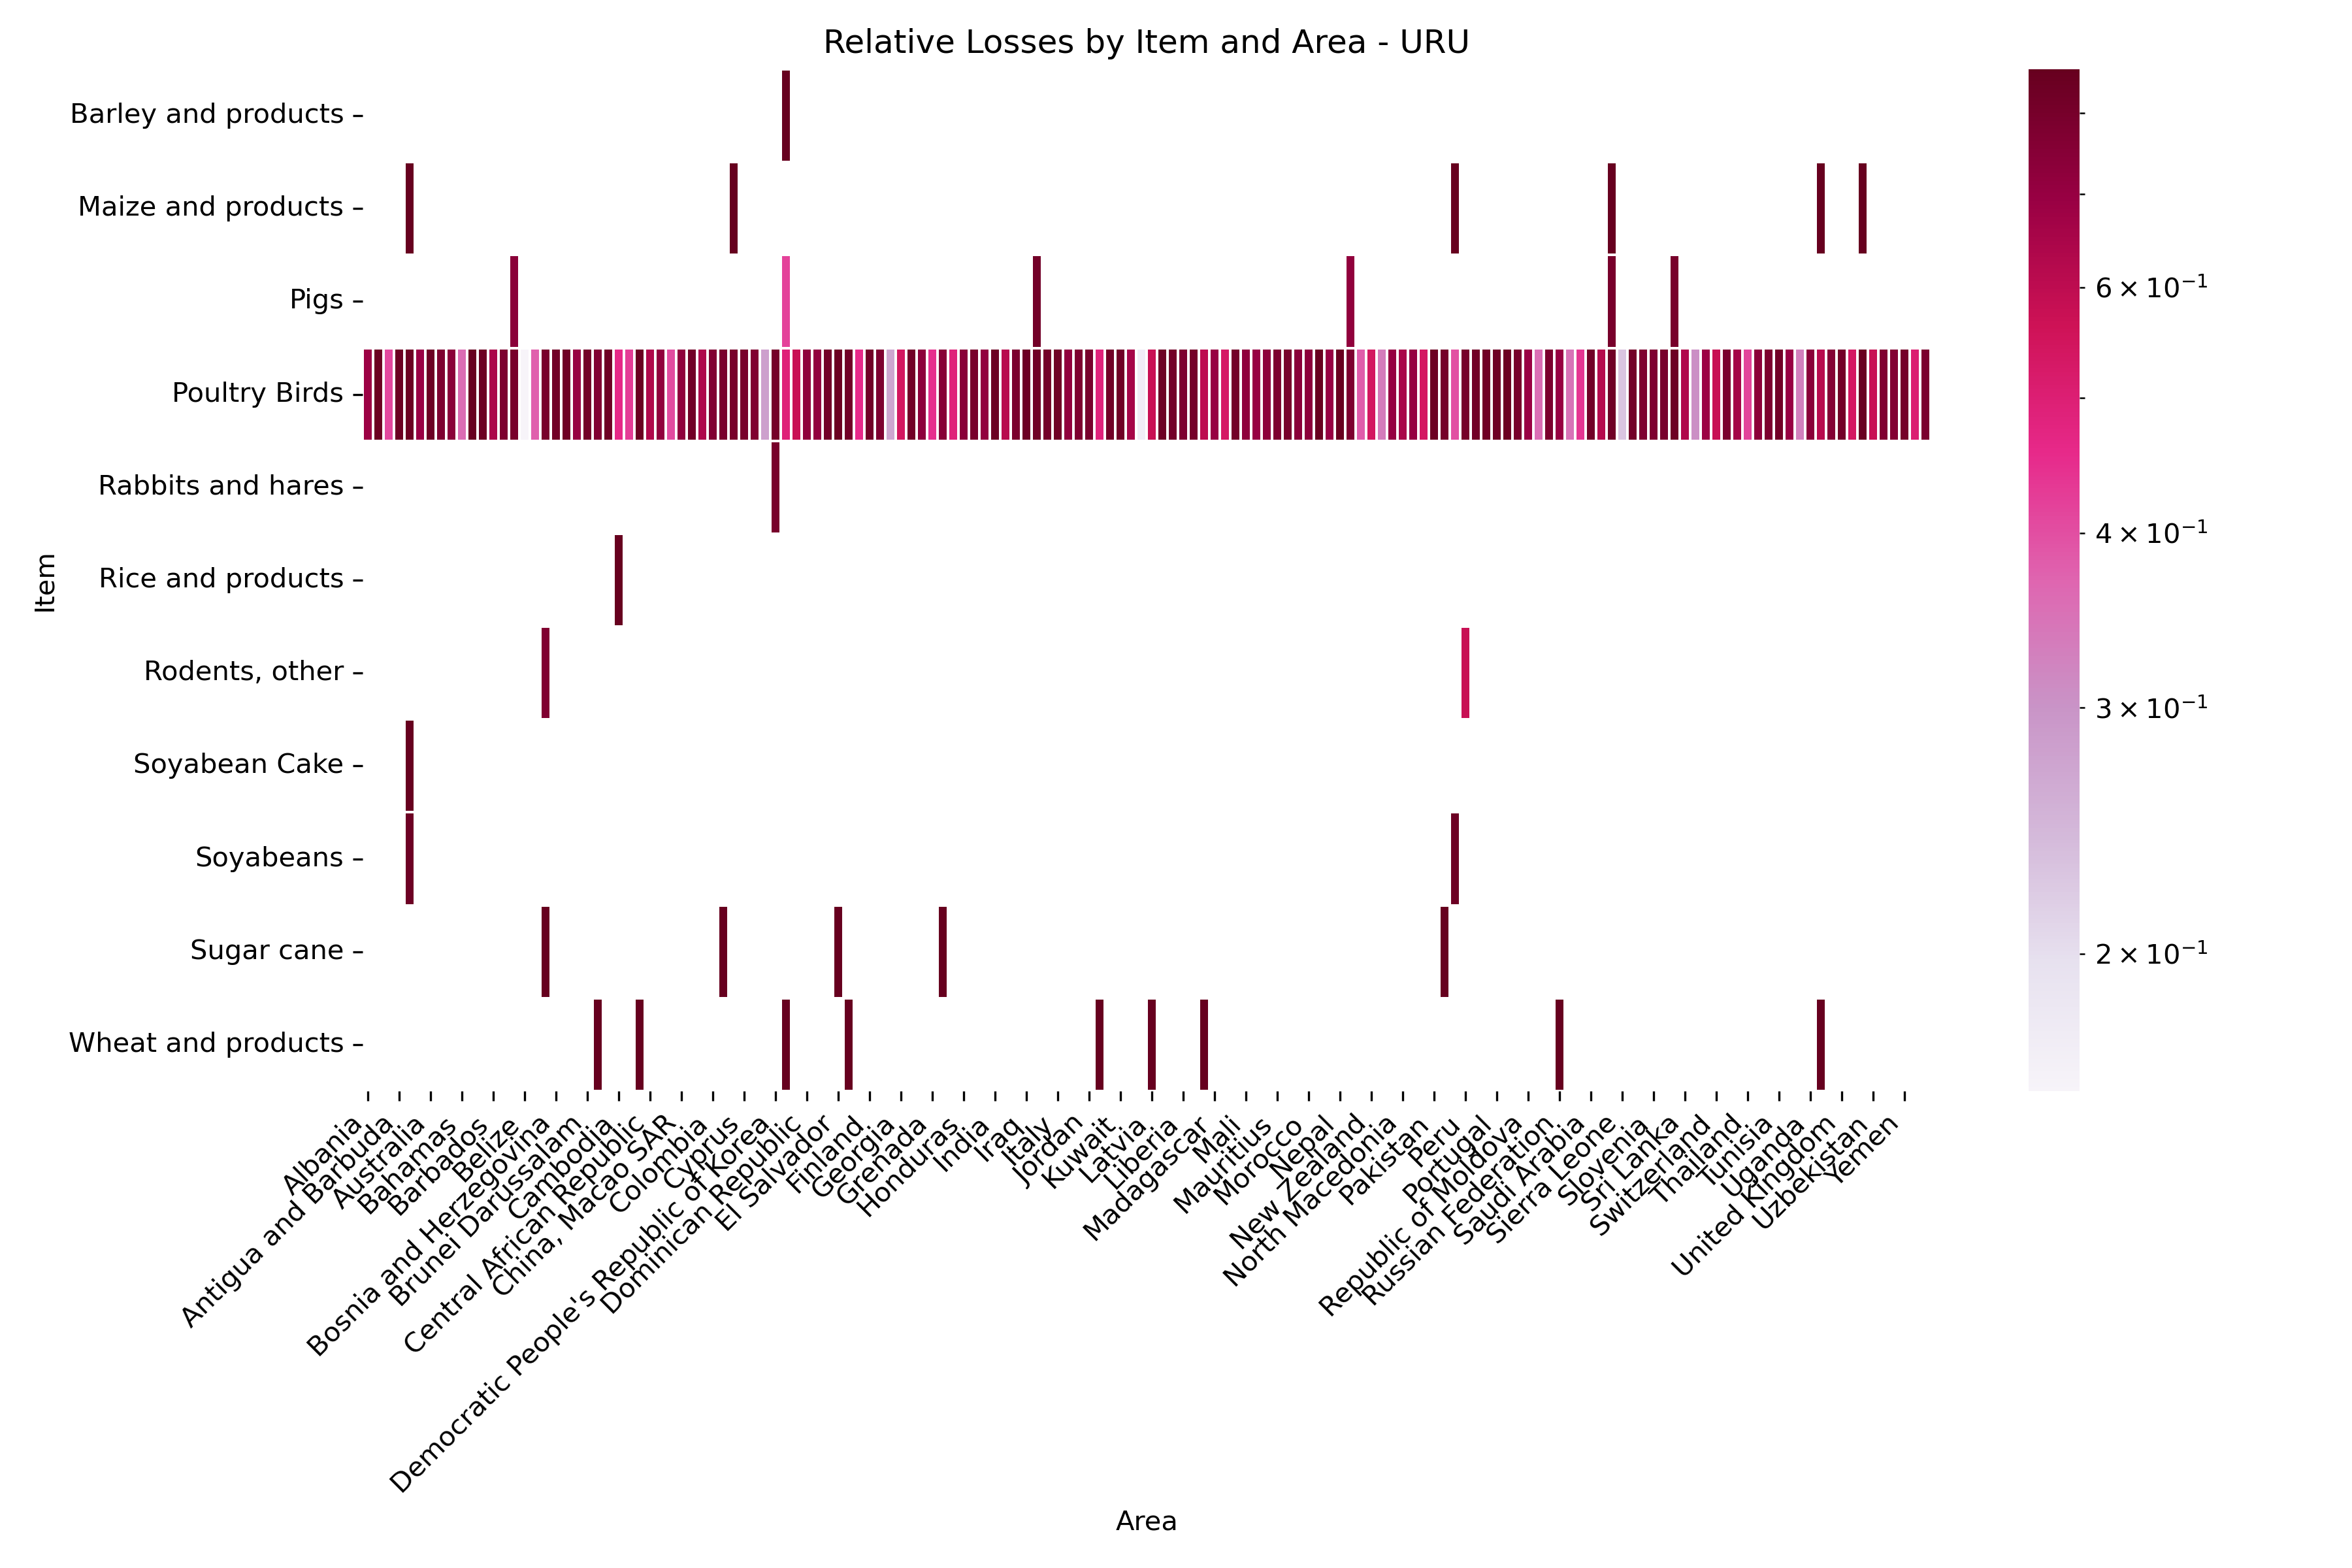 Relative Losses by Item and Area - URU
Barley and products
Maize and products
Pigs
Poultry Birds
Rabbits and hares
Rice and products
Rodents, other
Soyabean Cake
Soyabeans
Sugar cane
Wheat and products
Item
Albania
Antigua and Barbuda
Australia
Bahamas
Barbados
Belize
Bosnia and Herzegovina
Brunei Darussalam
Cambodia
Central African Republic
China, Macao SAR
Colombia
Cyprus
Democratic People's Republic of Korea
Dominican Republic
El Salvador
Finland
Georgia
Grenada
Honduras
India
Iraq
Italy
Jordan
Kuwait
Latvia
Liberia
Madagascar
Mali
Mauritius
Morocco
Nepal
New Zealand
North Macedonia
Pakistan
Peru
Portugal
Republic of Moldova
Russian Federation
Saudi Arabia
Sierra Leone
Slovenia
Sri Lanka
Switzerland
Thailand
Tunisia
Uganda
United Kingdom
Uzbekistan
Yemen
Area
6 × 10⁻¹
4 × 10⁻¹
3 × 10⁻¹
2 × 10⁻¹